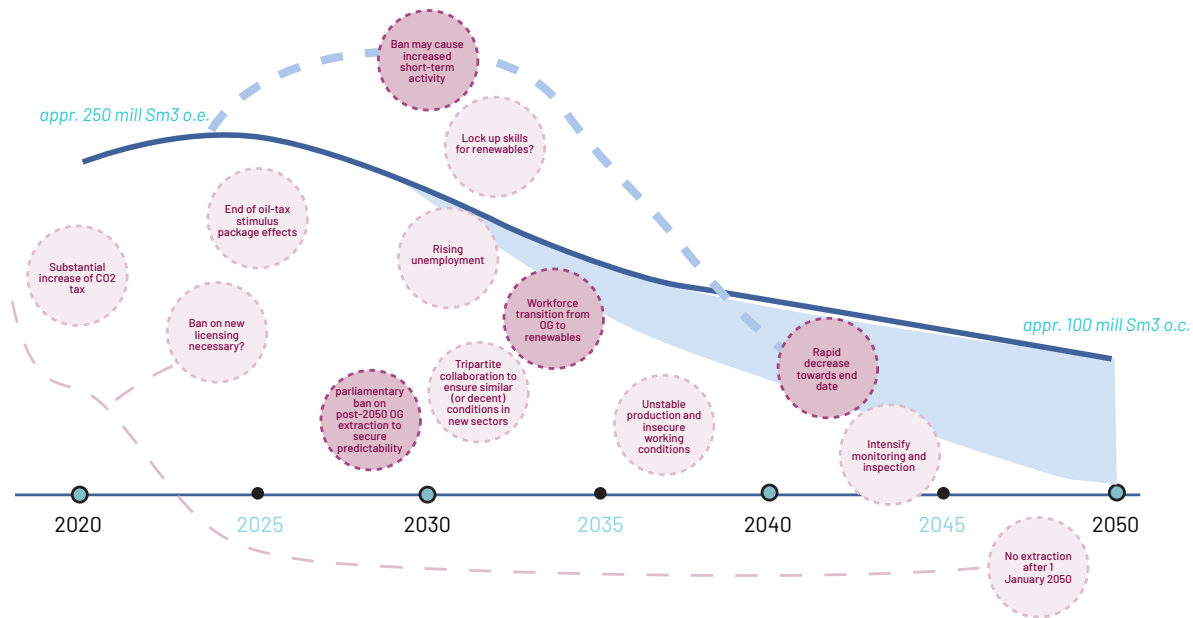 Ban may cause
increased
short-term
activity
appr. 250 mill Sm3 o.e.
Lock up skills
for renewables?
End of oil-tax
stimulus
package effects
Rising
unemployment
Substantial
increase of CO2
tax
Ban on new
licensing
necessary?
Workforce
transition from
OG to
renewables
appr. 100 mill Sm3 o.c.
Rapid
decrease
towards end
date
Tripartite
collaboration to
ensure similar
(or decent)
conditions in
new sectors
parliamentary
ban on
post-2050 OG
extraction to
secure
predictability
Unstable
production and
insecure
working
conditions
Intensify
monitoring and
inspection
2020
2025
2030
2035
2040
2045
2050
No extraction
after 1
January 2050